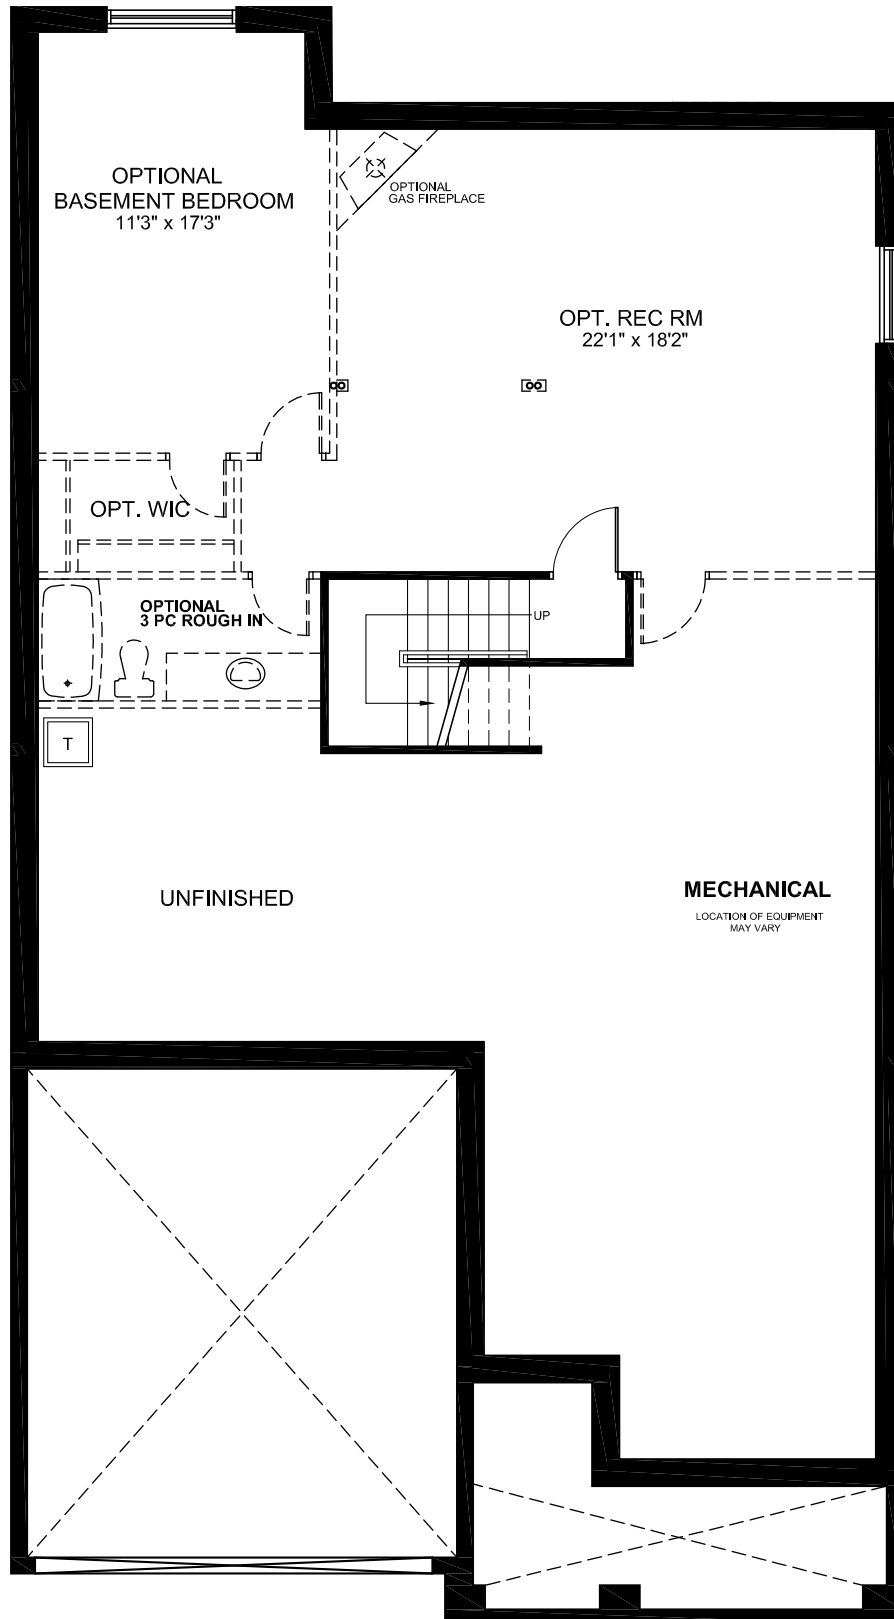 OPTIONAL
BASEMENT BEDROOM
11'3" x 17'3"
OPTIONAL
GAS FIREPLACE
OPT. REC RM
22'1" x 18'2"
OPT. WIC
OPTIONAL
3 PC ROUGH IN
UP
T
UNFINISHED
MECHANICAL
LOCATION OF EQUIPMENT
MAY VARY